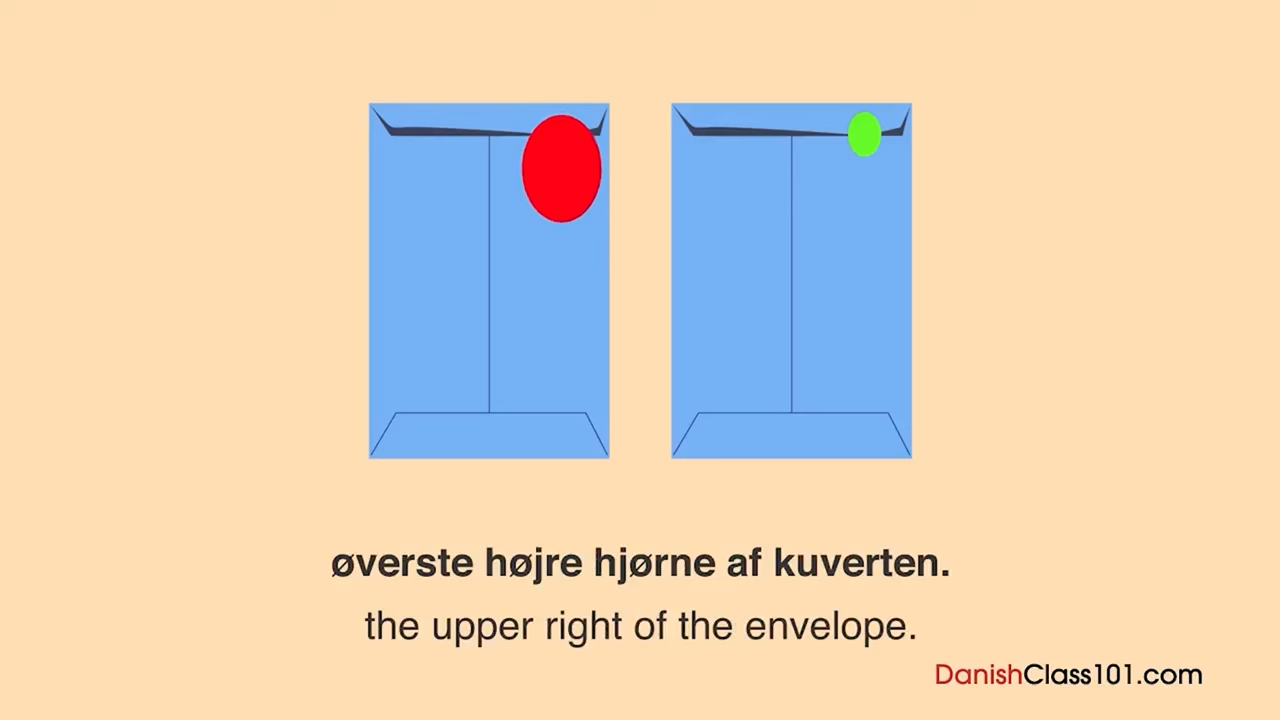 øverste højre hjørne af kuverten.
the upper right of the envelope.
DanishClass101.com